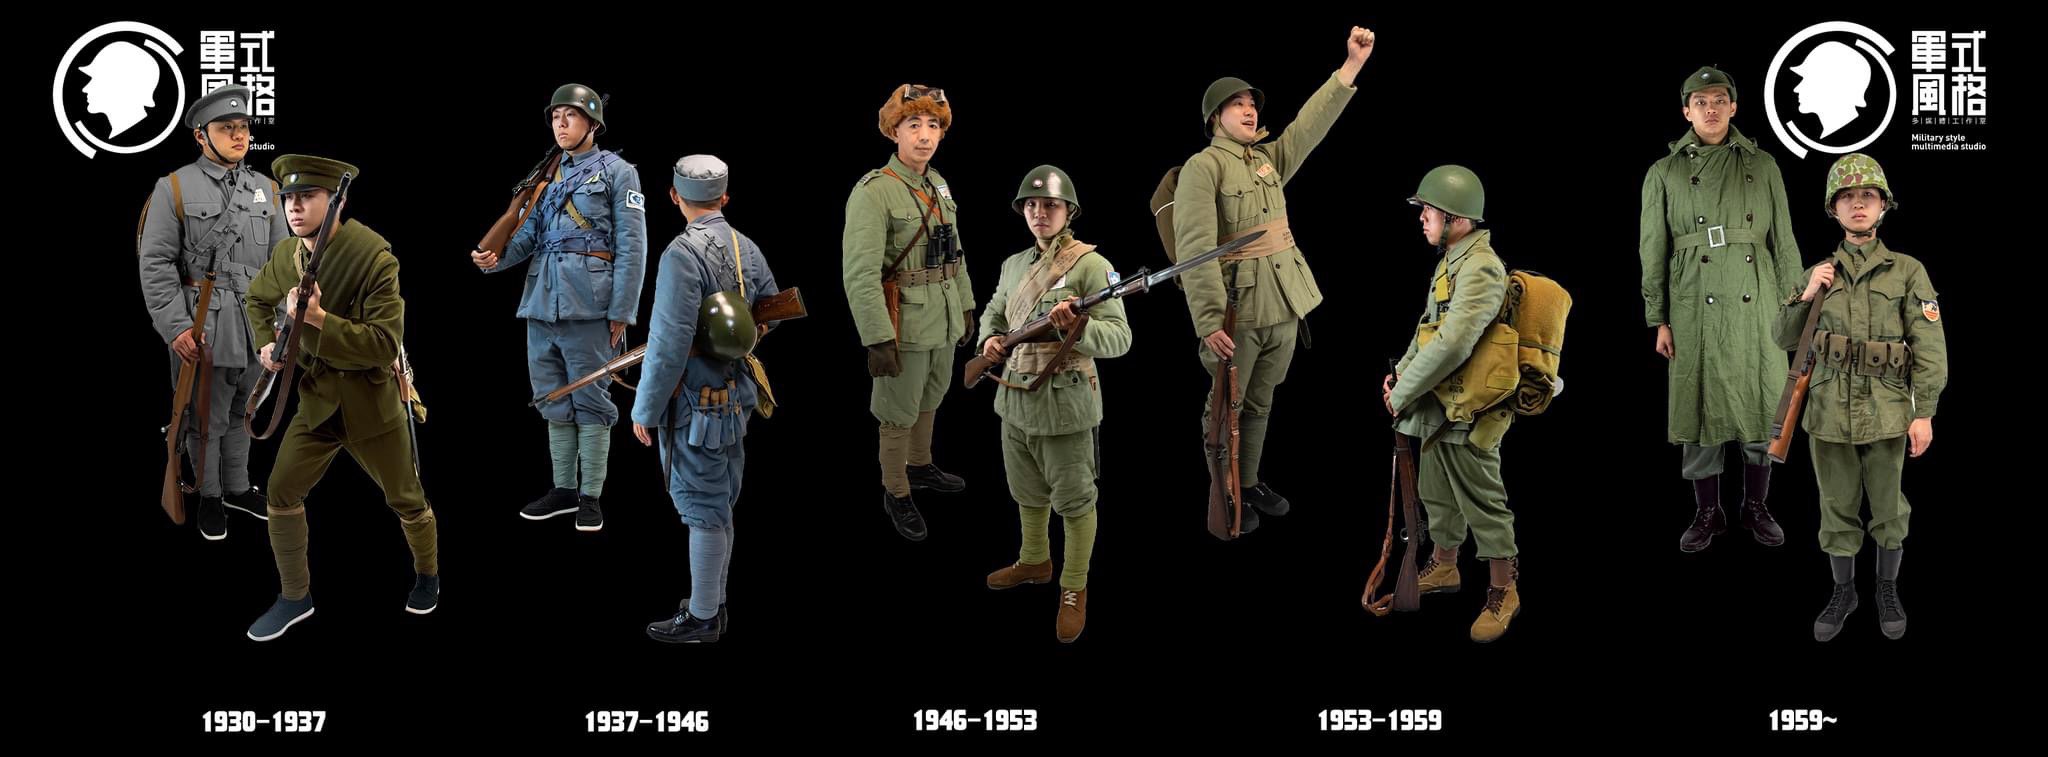 軍式
風格
studio
軍式
風格
多|媒|體|工|作|室
Military style
multimedia studio
1930-1937
1937-1946
1946-1953
1953-1959
1959~